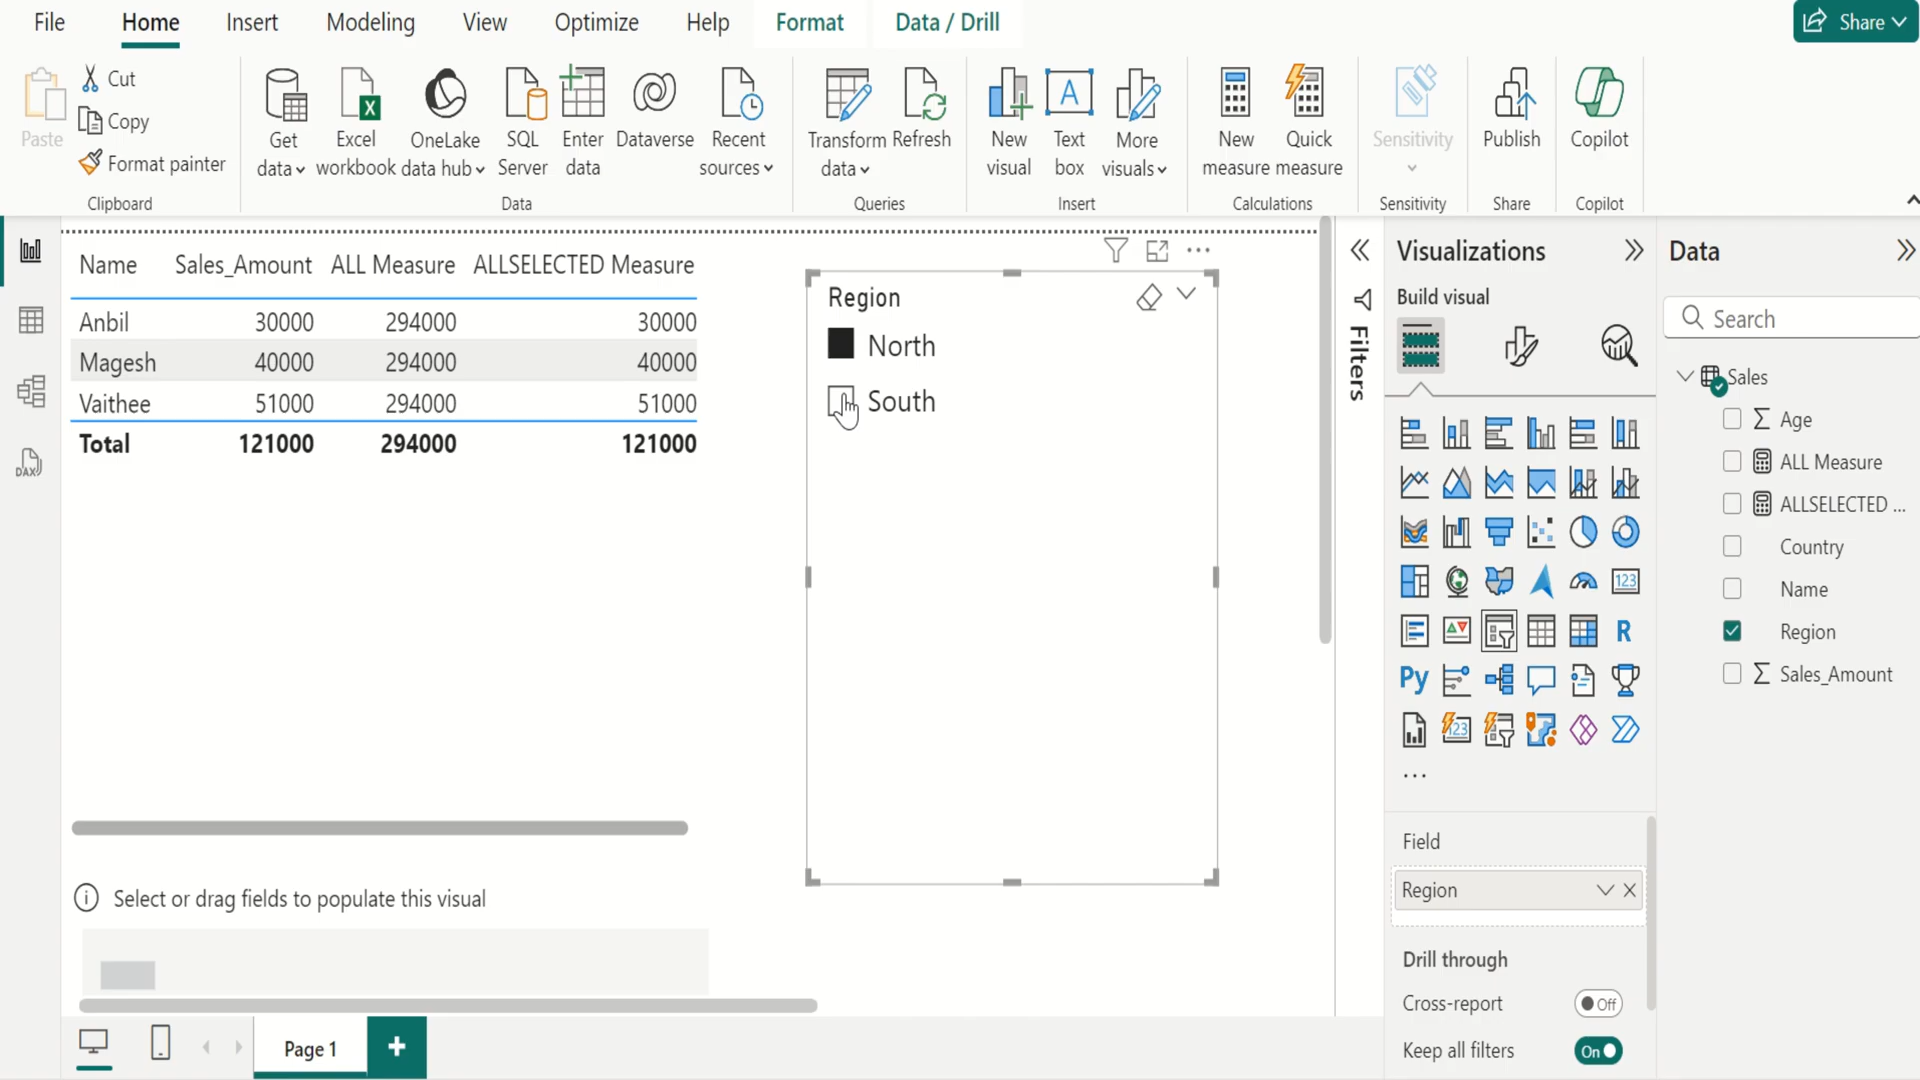 File Home Insert Modeling View Optimize Help Format Data / Drill Share
Paste
Cut
Copy
Format painter
Clipboard
Get data
Excel workbook
OneLake data hub
SQL Server
Enter data
Dataverse
Recent sources
Data
Transform data
Refresh
Queries
New visual
A
Text box
More visuals
Insert
New measure
Quick measure
Calculations
Sensitivity
Sensitivity
Publish
Share
Copilot
Copilot
DAX
Name Sales_Amount ALL Measure ALLSELECTED Measure
Anbil 30000 294000 30000
Magesh 40000 294000 40000
Vaithee 51000 294000 51000
Total 121000 294000 121000
Region
North
South
Select or drag fields to populate this visual
Page 1
Filters
Visualizations
Build visual
123
R
Py
123
Field
Region
Drill through
Cross-report Off
Keep all filters On
Data
Search
Sales
Age
ALL Measure
ALLSELECTED ...
Country
Name
Region
Sales_Amount